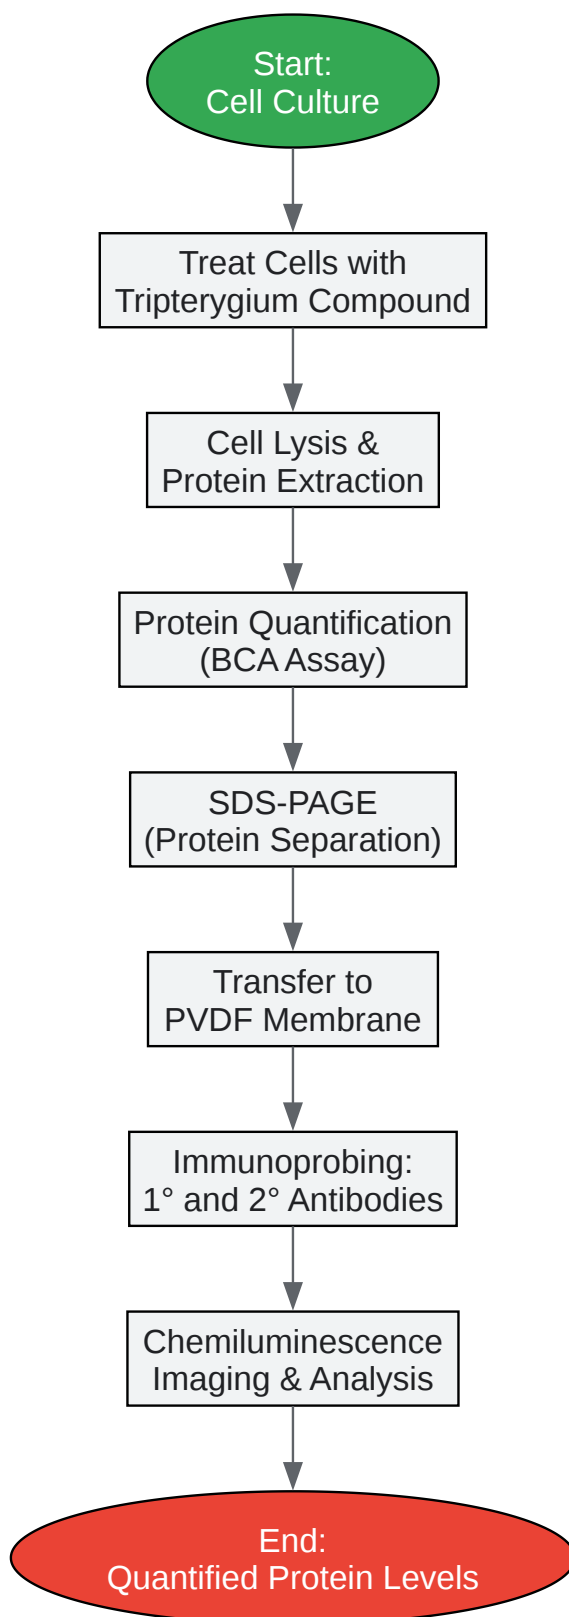 Start:
Cell Culture
Treat Cells with
Tripterygium Compound
Cell Lysis &
Protein Extraction
Protein Quantification
(BCA Assay)
SDS-PAGE
(Protein Separation)
Transfer to
PVDF Membrane
Immunoprobing:
1° and 2° Antibodies
Chemiluminescence
Imaging & Analysis
End:
Quantified Protein Levels